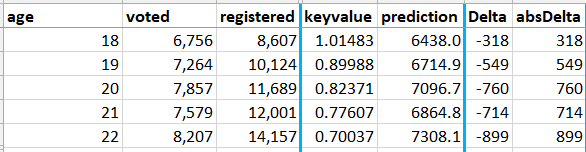 age voted registered keyvalue prediction Delta absDelta
18 6,756 8,607 1.01483 6438.0 -318 318
19 7,264 10,124 0.89988 6714.9 -549 549
20 7,857 11,689 0.82371 7096.7 -760 760
21 7,579 12,001 0.77607 6864.8 -714 714
22 8,207 14,157 0.70037 7308.1 -899 899